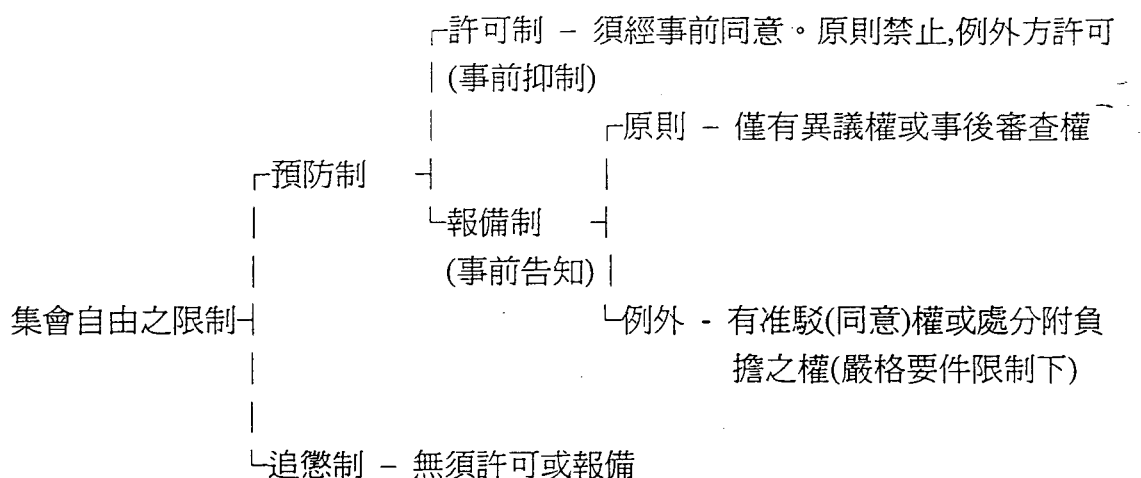 許可制 – 須經事前同意。原則禁止,例外方許可
(事前抑制)
原則 – 僅有異議權或事後審查權
預防制
報備制
(事前告知)
集會自由之限制
例外 - 有准駁(同意)權或處分附負
擔之權(嚴格要件限制下)
追懲制 – 無須許可或報備